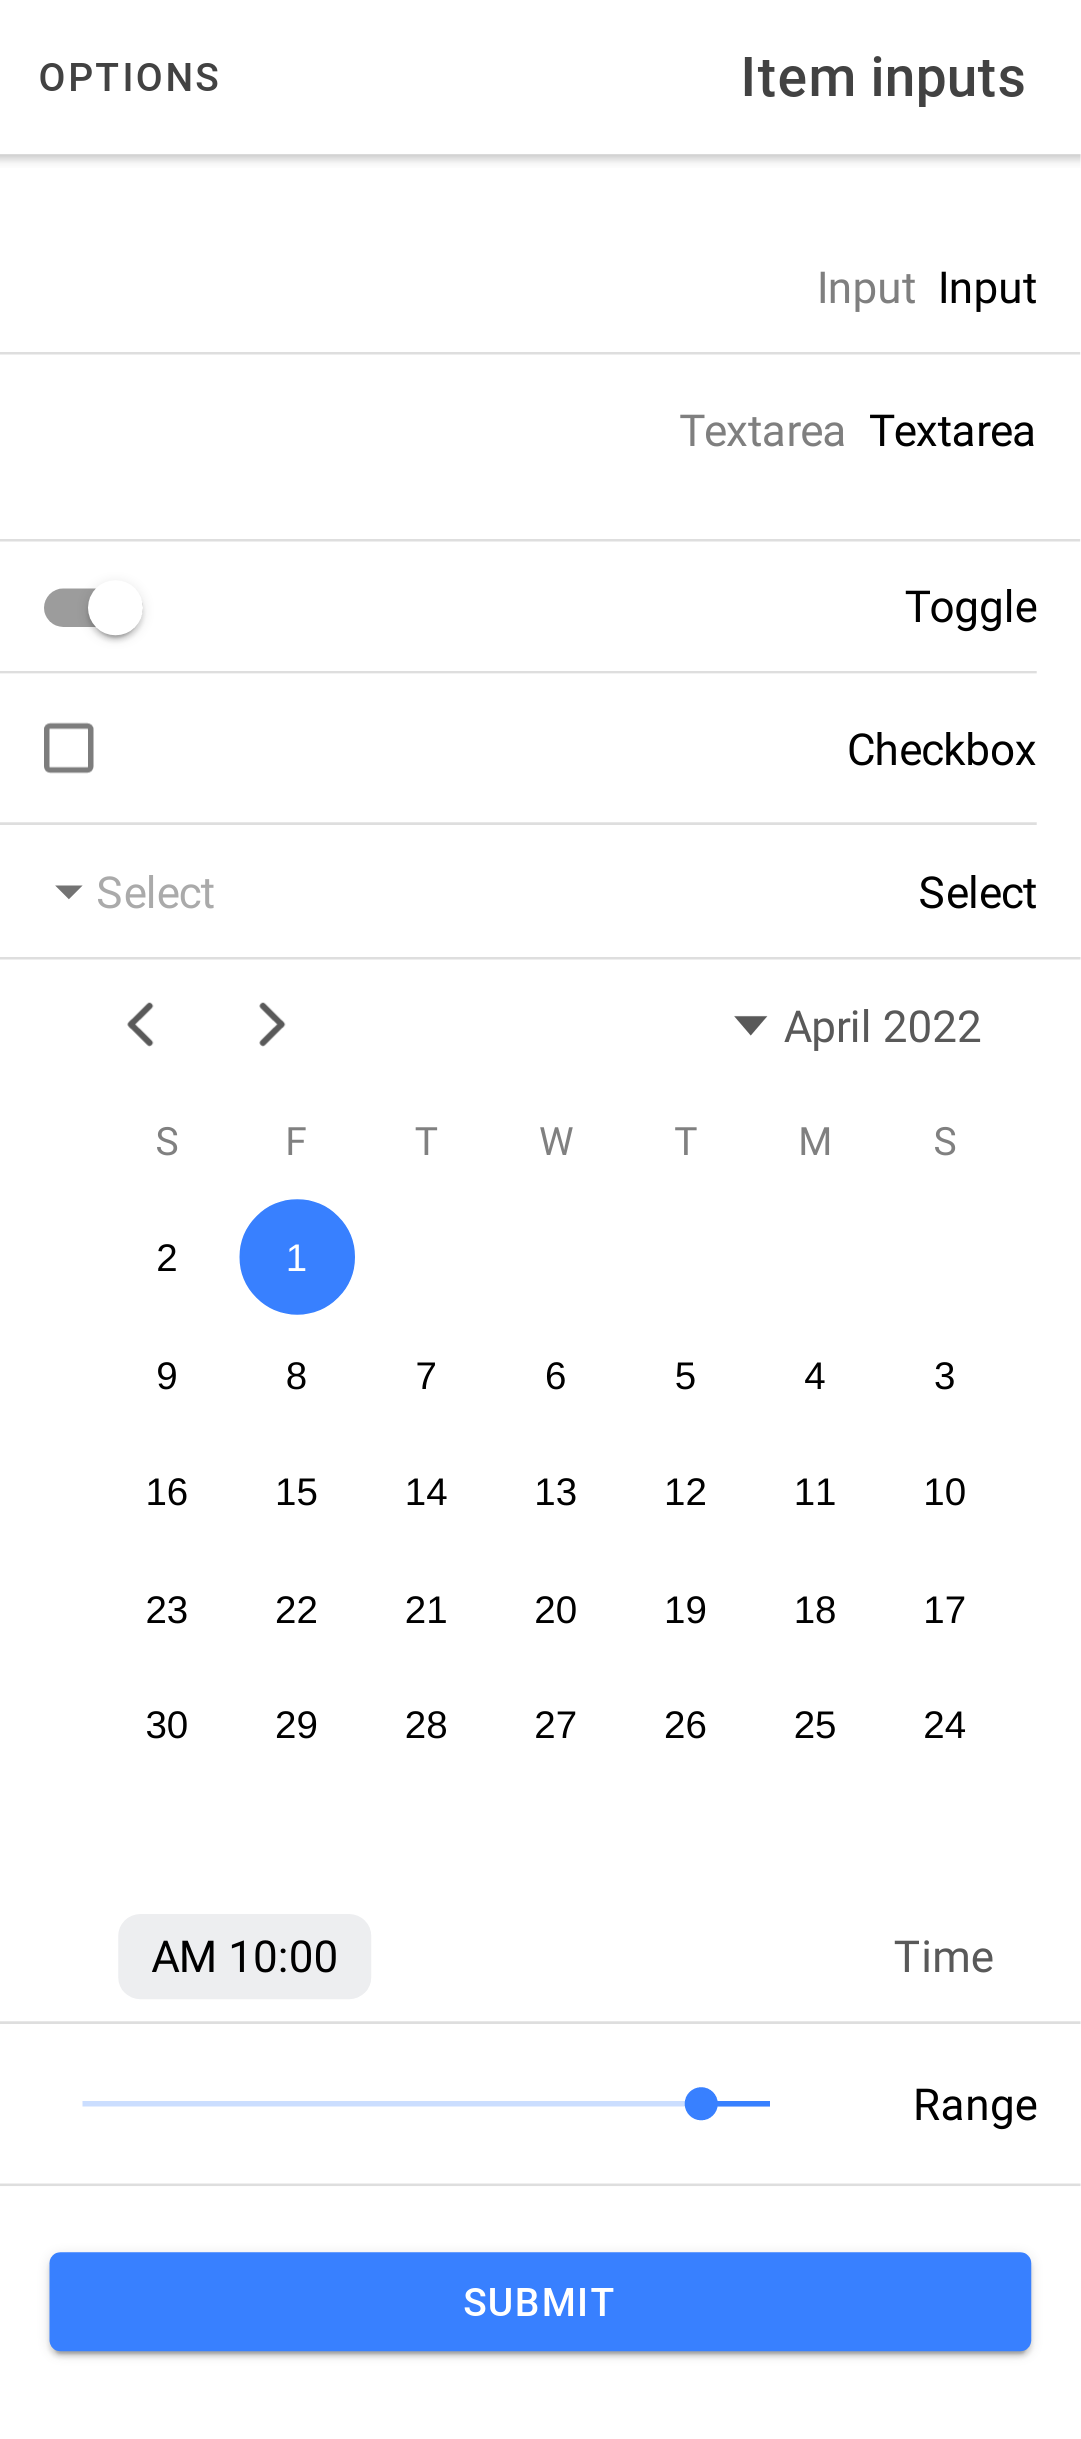 OPTIONS Item inputs
Input Input
Textarea Textarea
Toggle
Checkbox
Select Select
April 2022
S F T W T M S
2 1
9 8 7 6 5 4 3
16 15 14 13 12 11 10
23 22 21 20 19 18 17
30 29 28 27 26 25 24
AM 10:00 Time
Range
SUBMIT